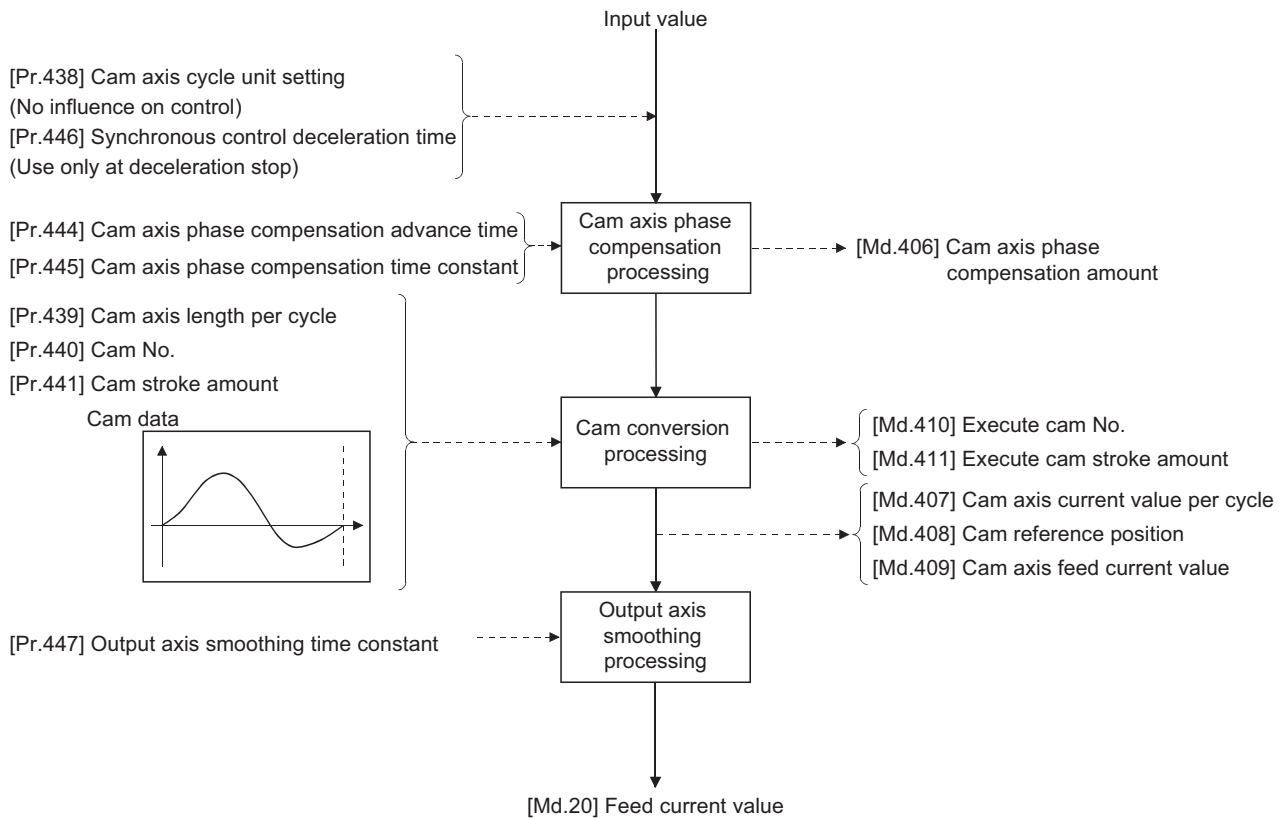 Input value
[Pr.438] Cam axis cycle unit setting
(No influence on control)
[Pr.446] Synchronous control deceleration time
(Use only at deceleration stop)
[Pr.444] Cam axis phase compensation advance time
[Pr.445] Cam axis phase compensation time constant
Cam axis phase
compensation
processing
[Md.406] Cam axis phase
compensation amount
[Pr.439] Cam axis length per cycle
[Pr.440] Cam No.
[Pr.441] Cam stroke amount
Cam data
Cam conversion
processing
[Md.410] Execute cam No.
[Md.411] Execute cam stroke amount
[Md.407] Cam axis current value per cycle
[Md.408] Cam reference position
[Md.409] Cam axis feed current value
[Pr.447] Output axis smoothing time constant
Output axis
smoothing
processing
[Md.20] Feed current value